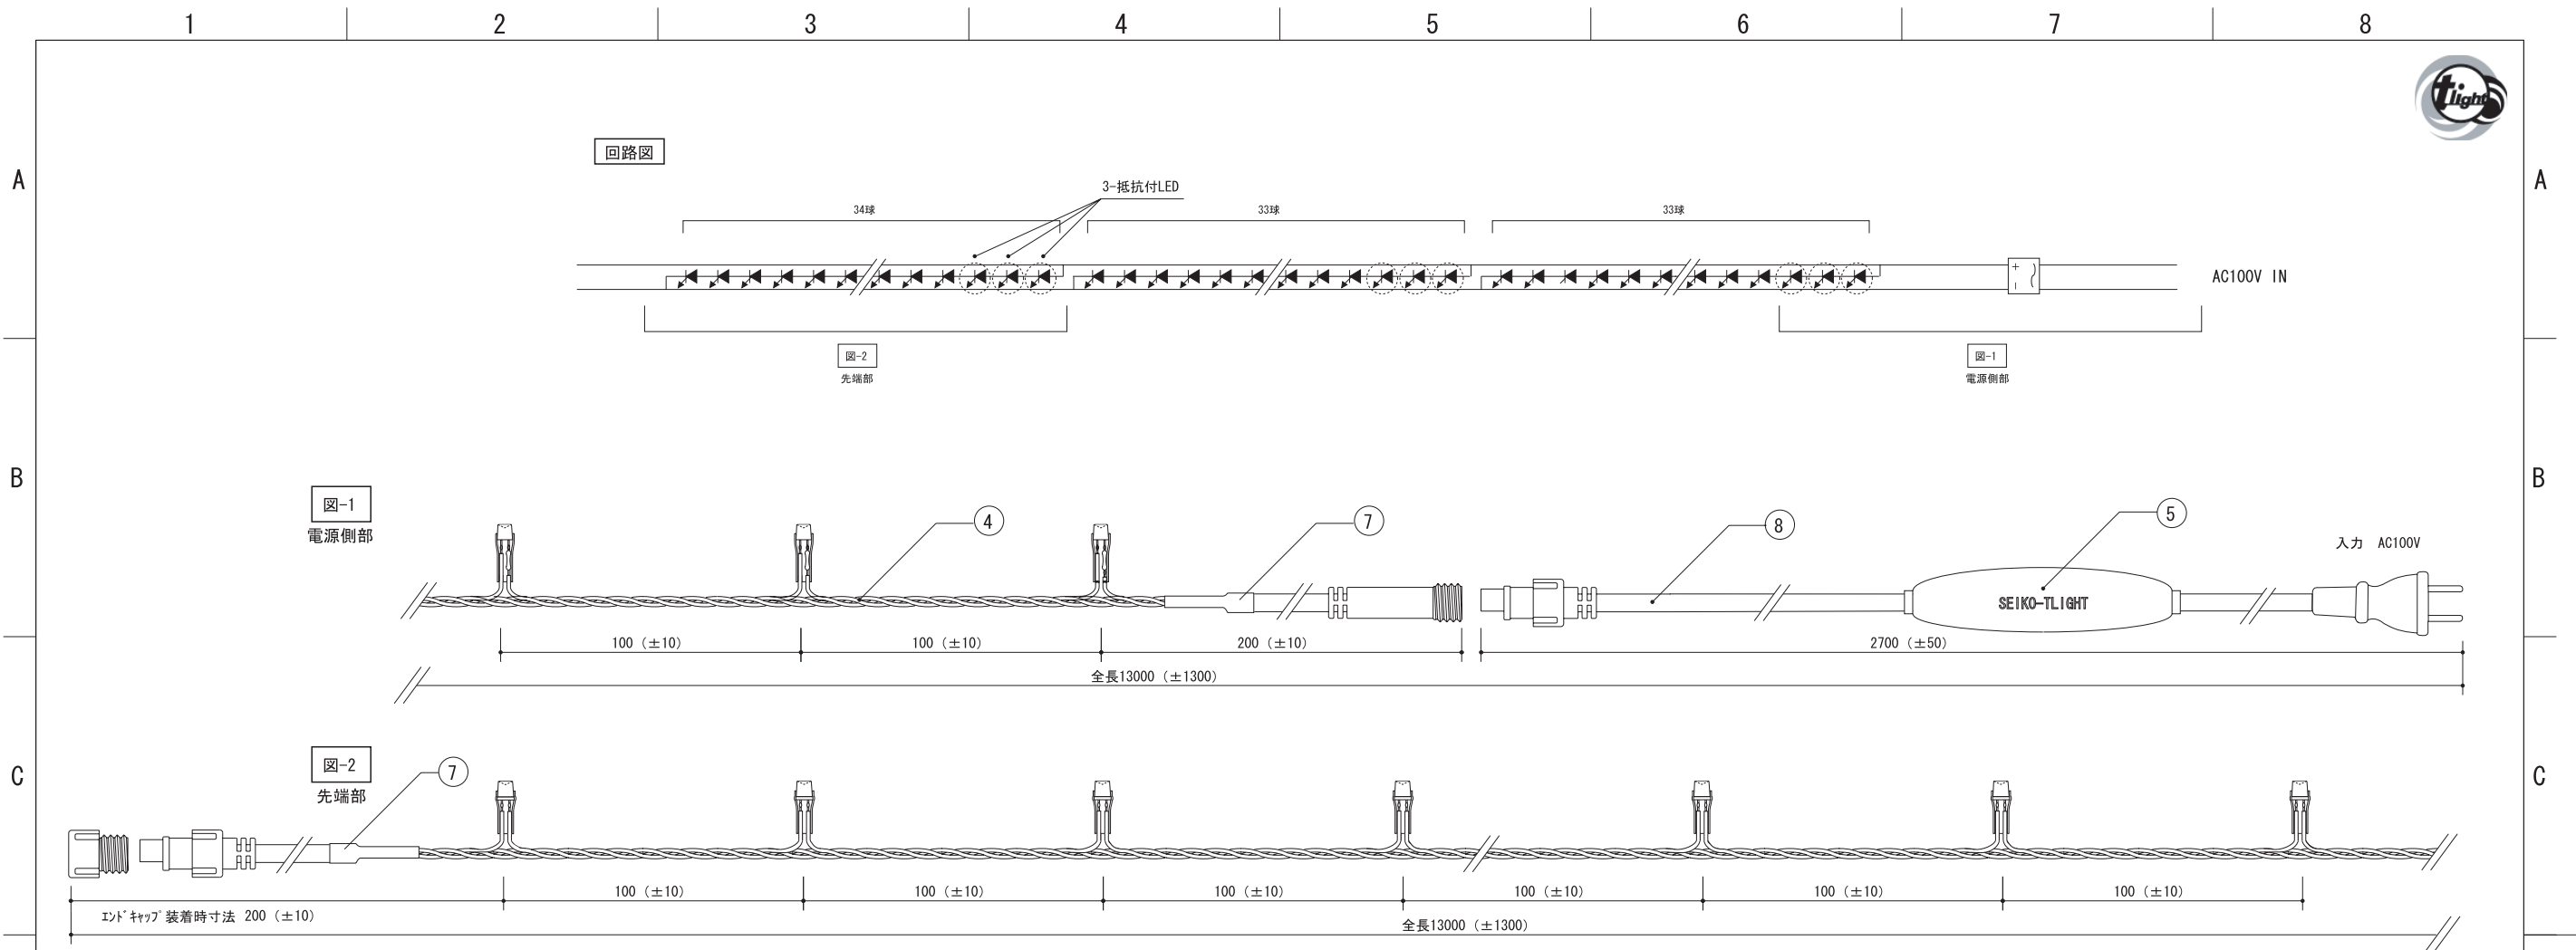 1 2 3 4 5 6 7 8
tlight
回路図
A A
3-抵抗付LED
34球 33球 33球
+
-
AC100V IN
図-2
先端部
図-1
電源側部
B B
図-1
電源側部
4 7 8 5
入力 AC100V
SEIKO-TLIGHT
100 (±10) 100 (±10) 200 (±10) 2700 (±50)
全長13000 (±1300)
C C
図-2
先端部
7
100 (±10) 100 (±10) 100 (±10) 100 (±10) 100 (±10) 100 (±10)
ｴﾝﾄﾞｷｬｯﾌﾟ装着時寸法 200 (±10)
全長13000 (±1300)